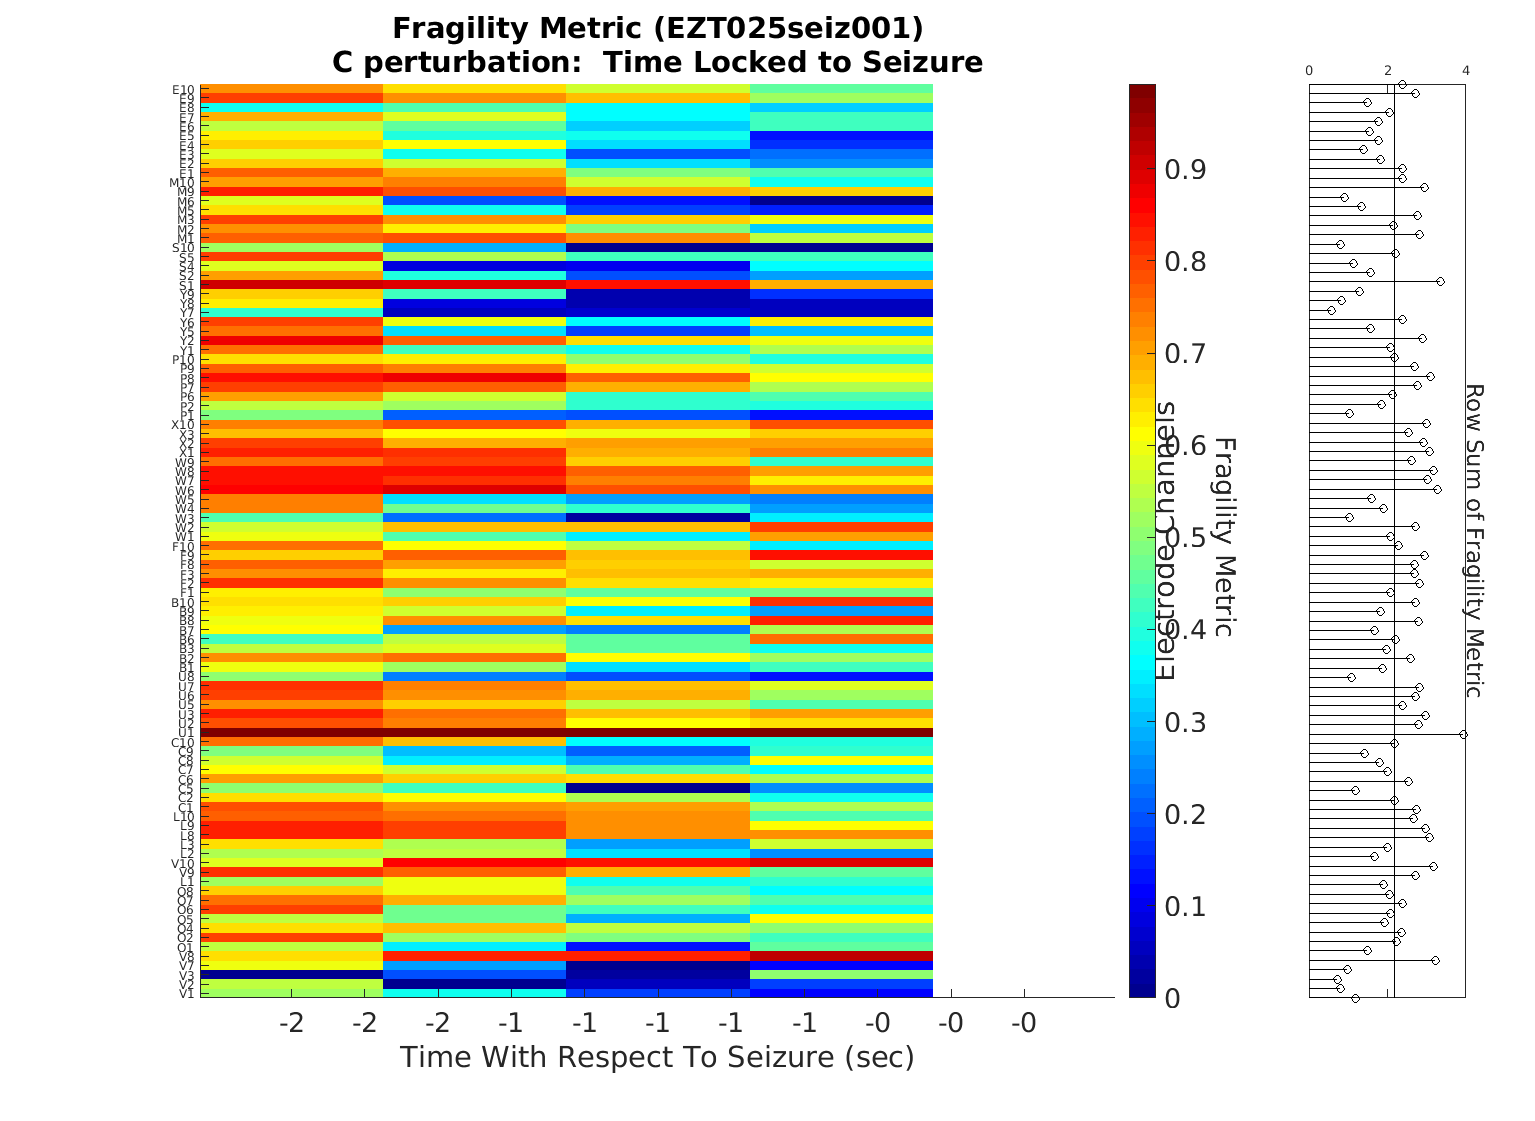 Fragility Metric (EZT025seiz001)
C perturbation:  Time Locked to Seizure
E10
E9
E8
E7
E6
E5
E4
E3
E2
E1
M10
M9
M6
M5
M3
M2
M1
S10
S5
S4
S2
S1
Y9
Y8
Y7
Y6
Y5
Y2
Y1
P10
P9
P8
P7
P6
P2
P1
X10
X3
X2
X1
W9
W8
W7
W6
W5
W4
W3
W2
W1
F10
F9
F8
F3
F2
F1
B10
B9
B8
B7
B6
B3
B2
B1
U8
U7
U6
U5
U3
U2
U1
C10
C9
C8
C7
C6
C5
C2
C1
L10
L9
L8
L3
L2
V10
V9
L1
O8
O7
O6
O5
O4
O2
O1
V8
V7
V3
V2
V1
-2 -2 -2 -1 -1 -1 -1 -1 -0 -0 -0
Time With Respect To Seizure (sec)
0.9
0.8
0.7
0.6
0.5
0.4
0.3
0.2
0.1
0
Electrode Channels
Fragility Metric
0 2 4
Row Sum of Fragility Metric